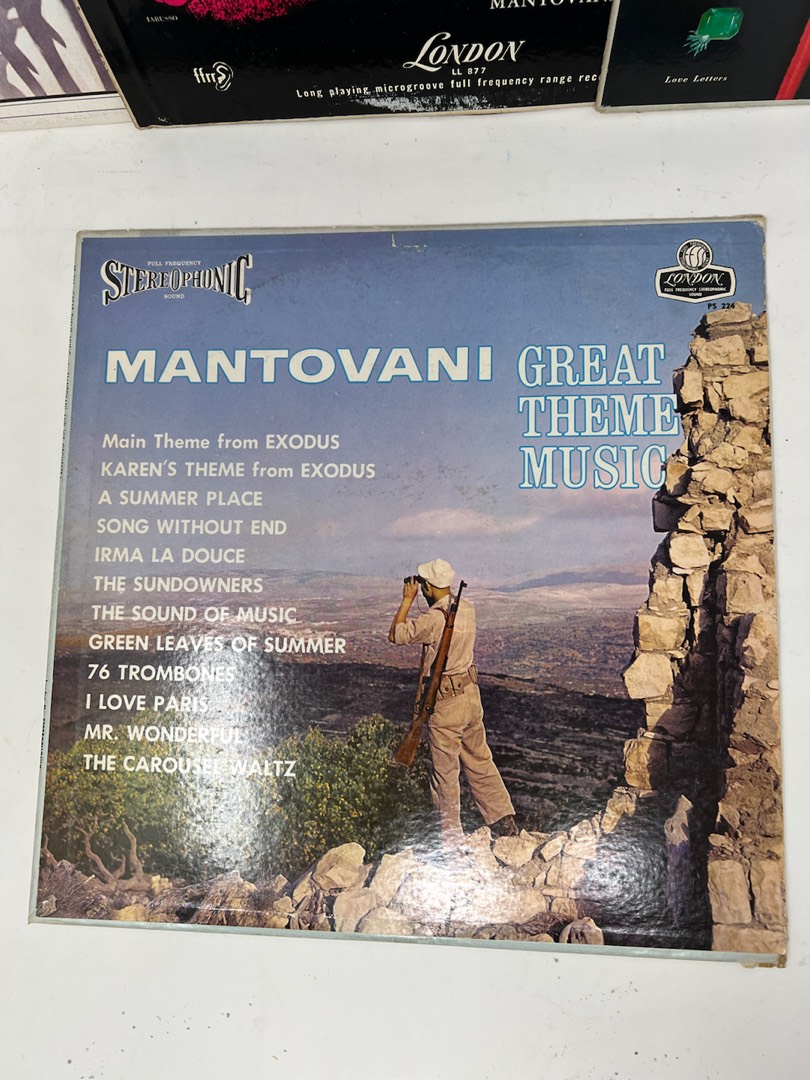 TARUSSO
MANTOVANI
LONDON
LL 877
ffrr
Long playing microgroove full frequency range
Love Letters
FULL FREQUENCY
STEREOPHONIC
SOUND
LONDON
FULL FREQUENCY STEREOPHONIC
SOUND
PS 224
MANTOVANI
GREAT
THEME
MUSIC
Main Theme from EXODUS
KAREN'S THEME from EXODUS
A SUMMER PLACE
SONG WITHOUT END
IRMA LA DOUCE
THE SUNDOWNERS
THE SOUND OF MUSIC
GREEN LEAVES OF SUMMER
76 TROMBONES
I LOVE PARIS
MR. WONDERFUL
THE CAROUSEL WALTZ